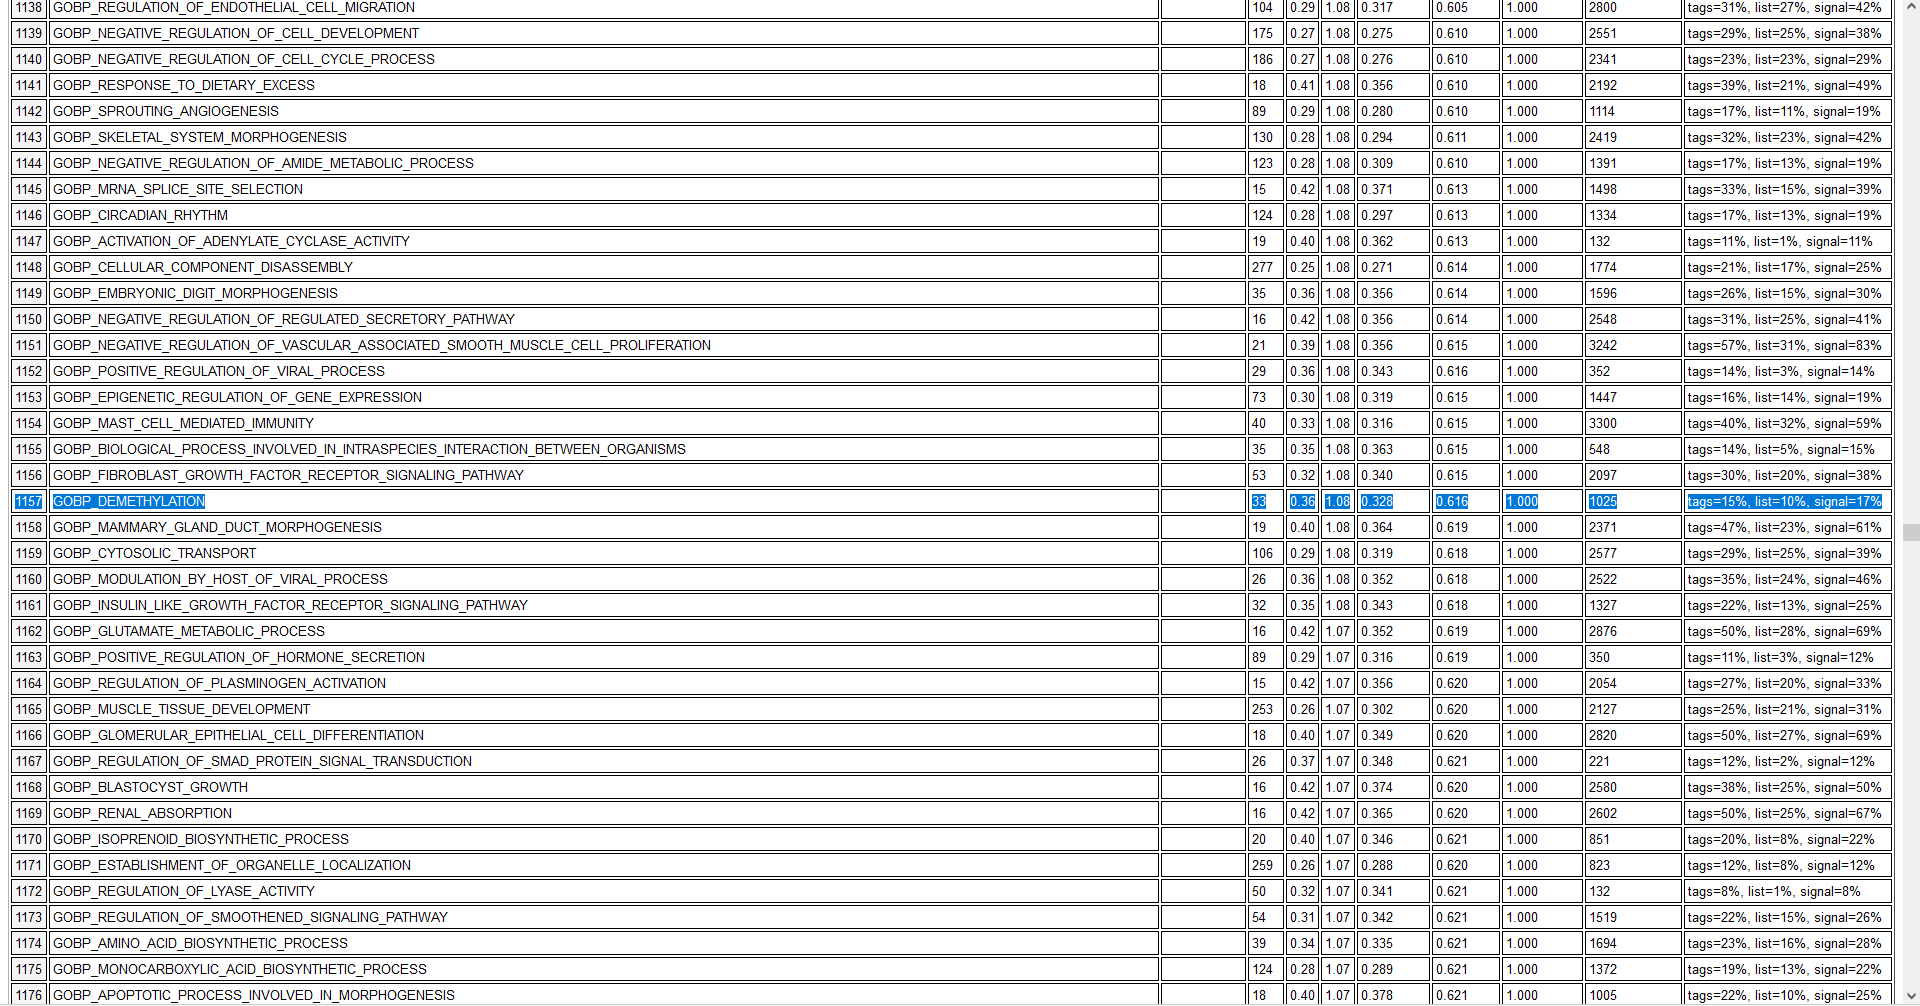 1138 GOBP_REGULATION_OF_ENDOTHELIAL_CELL_MIGRATION 104 0.29 1.08 0.317 0.605 1.000 2800 tags=31%, list=27%, signal=42%
1139 GOBP_NEGATIVE_REGULATION_OF_CELL_DEVELOPMENT 175 0.27 1.08 0.275 0.610 1.000 2551 tags=29%, list=25%, signal=38%
1140 GOBP_NEGATIVE_REGULATION_OF_CELL_CYCLE_PROCESS 186 0.27 1.08 0.276 0.610 1.000 2341 tags=23%, list=23%, signal=29%
1141 GOBP_RESPONSE_TO_DIETARY_EXCESS 18 0.41 1.08 0.356 0.610 1.000 2192 tags=39%, list=21%, signal=49%
1142 GOBP_SPROUTING_ANGIOGENESIS 89 0.29 1.08 0.280 0.610 1.000 1114 tags=17%, list=11%, signal=19%
1143 GOBP_SKELETAL_SYSTEM_MORPHOGENESIS 130 0.28 1.08 0.294 0.611 1.000 2419 tags=32%, list=23%, signal=42%
1144 GOBP_NEGATIVE_REGULATION_OF_AMIDE_METABOLIC_PROCESS 123 0.28 1.08 0.309 0.610 1.000 1391 tags=17%, list=13%, signal=19%
1145 GOBP_MRNA_SPLICE_SITE_SELECTION 15 0.42 1.08 0.371 0.613 1.000 1498 tags=33%, list=15%, signal=39%
1146 GOBP_CIRCADIAN_RHYTHM 124 0.28 1.08 0.297 0.613 1.000 1334 tags=17%, list=13%, signal=19%
1147 GOBP_ACTIVATION_OF_ADENYLATE_CYCLASE_ACTIVITY 19 0.40 1.08 0.362 0.613 1.000 132 tags=11%, list=1%, signal=11%
1148 GOBP_CELLULAR_COMPONENT_DISASSEMBLY 277 0.25 1.08 0.271 0.614 1.000 1774 tags=21%, list=17%, signal=25%
1149 GOBP_EMBRYONIC_DIGIT_MORPHOGENESIS 35 0.36 1.08 0.356 0.614 1.000 1596 tags=26%, list=15%, signal=30%
1150 GOBP_NEGATIVE_REGULATION_OF_REGULATED_SECRETORY_PATHWAY 16 0.42 1.08 0.356 0.614 1.000 2548 tags=31%, list=25%, signal=41%
1151 GOBP_NEGATIVE_REGULATION_OF_VASCULAR_ASSOCIATED_SMOOTH_MUSCLE_CELL_PROLIFERATION 21 0.39 1.08 0.356 0.615 1.000 3242 tags=57%, list=31%, signal=83%
1152 GOBP_POSITIVE_REGULATION_OF_VIRAL_PROCESS 29 0.36 1.08 0.343 0.616 1.000 352 tags=14%, list=3%, signal=14%
1153 GOBP_EPIGENETIC_REGULATION_OF_GENE_EXPRESSION 73 0.30 1.08 0.319 0.615 1.000 1447 tags=16%, list=14%, signal=19%
1154 GOBP_MAST_CELL_MEDIATED_IMMUNITY 40 0.33 1.08 0.316 0.615 1.000 3300 tags=40%, list=32%, signal=59%
1155 GOBP_BIOLOGICAL_PROCESS_INVOLVED_IN_INTRASPECIES_INTERACTION_BETWEEN_ORGANISMS 35 0.35 1.08 0.363 0.615 1.000 548 tags=14%, list=5%, signal=15%
1156 GOBP_FIBROBLAST_GROWTH_FACTOR_RECEPTOR_SIGNALING_PATHWAY 53 0.32 1.08 0.340 0.615 1.000 2097 tags=30%, list=20%, signal=38%
1157 GOBP_DEMETHYLATION 33 0.36 1.08 0.328 0.616 1.000 1025 tags=15%, list=10%, signal=17%
1158 GOBP_MAMMARY_GLAND_DUCT_MORPHOGENESIS 19 0.40 1.08 0.364 0.619 1.000 2371 tags=47%, list=23%, signal=61%
1159 GOBP_CYTOSOLIC_TRANSPORT 106 0.29 1.08 0.319 0.618 1.000 2577 tags=29%, list=25%, signal=39%
1160 GOBP_MODULATION_BY_HOST_OF_VIRAL_PROCESS 26 0.36 1.08 0.352 0.618 1.000 2522 tags=35%, list=24%, signal=46%
1161 GOBP_INSULIN_LIKE_GROWTH_FACTOR_RECEPTOR_SIGNALING_PATHWAY 32 0.35 1.08 0.343 0.618 1.000 1327 tags=22%, list=13%, signal=25%
1162 GOBP_GLUTAMATE_METABOLIC_PROCESS 16 0.42 1.07 0.352 0.619 1.000 2876 tags=50%, list=28%, signal=69%
1163 GOBP_POSITIVE_REGULATION_OF_HORMONE_SECRETION 89 0.29 1.07 0.316 0.619 1.000 350 tags=11%, list=3%, signal=12%
1164 GOBP_REGULATION_OF_PLASMINOGEN_ACTIVATION 15 0.42 1.07 0.356 0.620 1.000 2054 tags=27%, list=20%, signal=33%
1165 GOBP_MUSCLE_TISSUE_DEVELOPMENT 253 0.26 1.07 0.302 0.620 1.000 2127 tags=25%, list=21%, signal=31%
1166 GOBP_GLOMERULAR_EPITHELIAL_CELL_DIFFERENTIATION 18 0.40 1.07 0.349 0.620 1.000 2820 tags=50%, list=27%, signal=69%
1167 GOBP_REGULATION_OF_SMAD_PROTEIN_SIGNAL_TRANSDUCTION 26 0.37 1.07 0.348 0.621 1.000 221 tags=12%, list=2%, signal=12%
1168 GOBP_BLASTOCYST_GROWTH 16 0.42 1.07 0.374 0.620 1.000 2580 tags=38%, list=25%, signal=50%
1169 GOBP_RENAL_ABSORPTION 16 0.42 1.07 0.365 0.620 1.000 2602 tags=50%, list=25%, signal=67%
1170 GOBP_ISOPRENOID_BIOSYNTHETIC_PROCESS 20 0.40 1.07 0.346 0.621 1.000 851 tags=20%, list=8%, signal=22%
1171 GOBP_ESTABLISHMENT_OF_ORGANELLE_LOCALIZATION 259 0.26 1.07 0.288 0.620 1.000 823 tags=12%, list=8%, signal=12%
1172 GOBP_REGULATION_OF_LYASE_ACTIVITY 50 0.32 1.07 0.341 0.621 1.000 132 tags=8%, list=1%, signal=8%
1173 GOBP_REGULATION_OF_SMOOTHENED_SIGNALING_PATHWAY 54 0.31 1.07 0.342 0.621 1.000 1519 tags=22%, list=15%, signal=26%
1174 GOBP_AMINO_ACID_BIOSYNTHETIC_PROCESS 39 0.34 1.07 0.335 0.621 1.000 1694 tags=23%, list=16%, signal=28%
1175 GOBP_MONOCARBOXYLIC_ACID_BIOSYNTHETIC_PROCESS 124 0.28 1.07 0.289 0.621 1.000 1372 tags=19%, list=13%, signal=22%
1176 GOBP_APOPTOTIC_PROCESS_INVOLVED_IN_MORPHOGENESIS 18 0.40 1.07 0.378 0.621 1.000 1005 tags=22%, list=10%, signal=25%